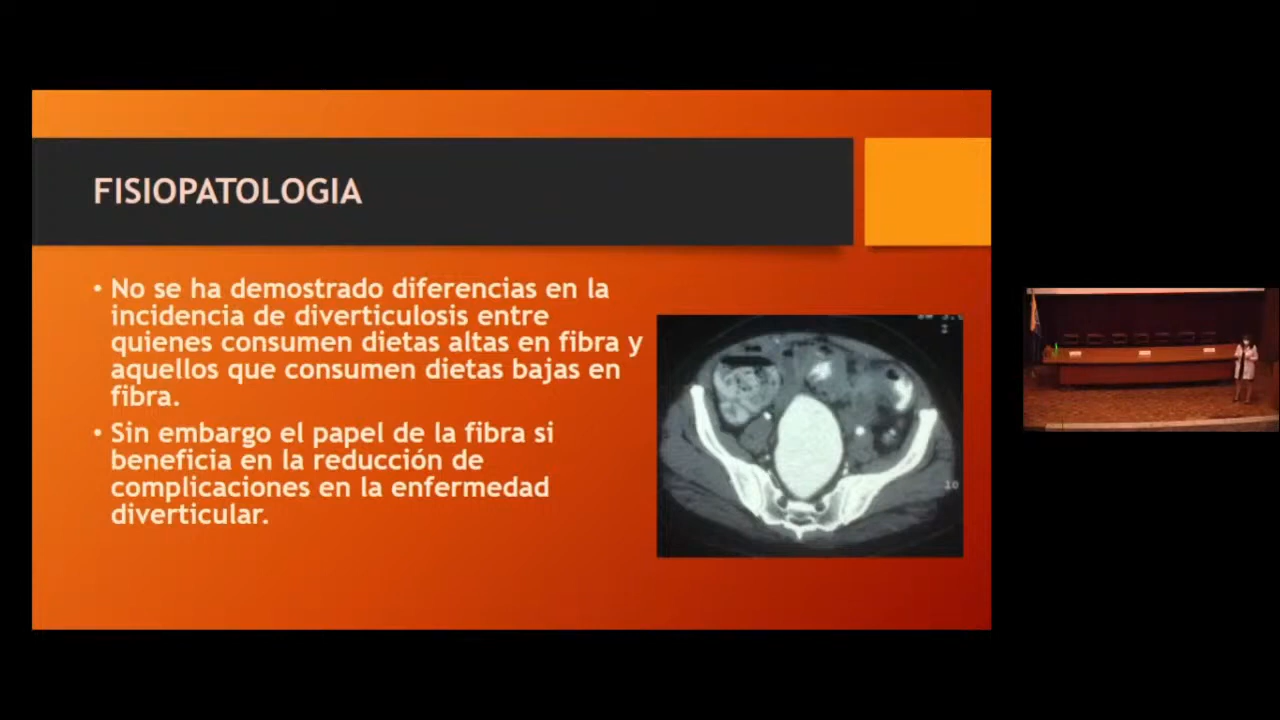 FISIOPATOLOGIA
• No se ha demostrado diferencias en la
incidencia de diverticulosis entre
quienes consumen dietas altas en fibra y
aquellos que consumen dietas bajas en
fibra.
• Sin embargo el papel de la fibra si
beneficia en la reducción de
complicaciones en la enfermedad
diverticular.
10